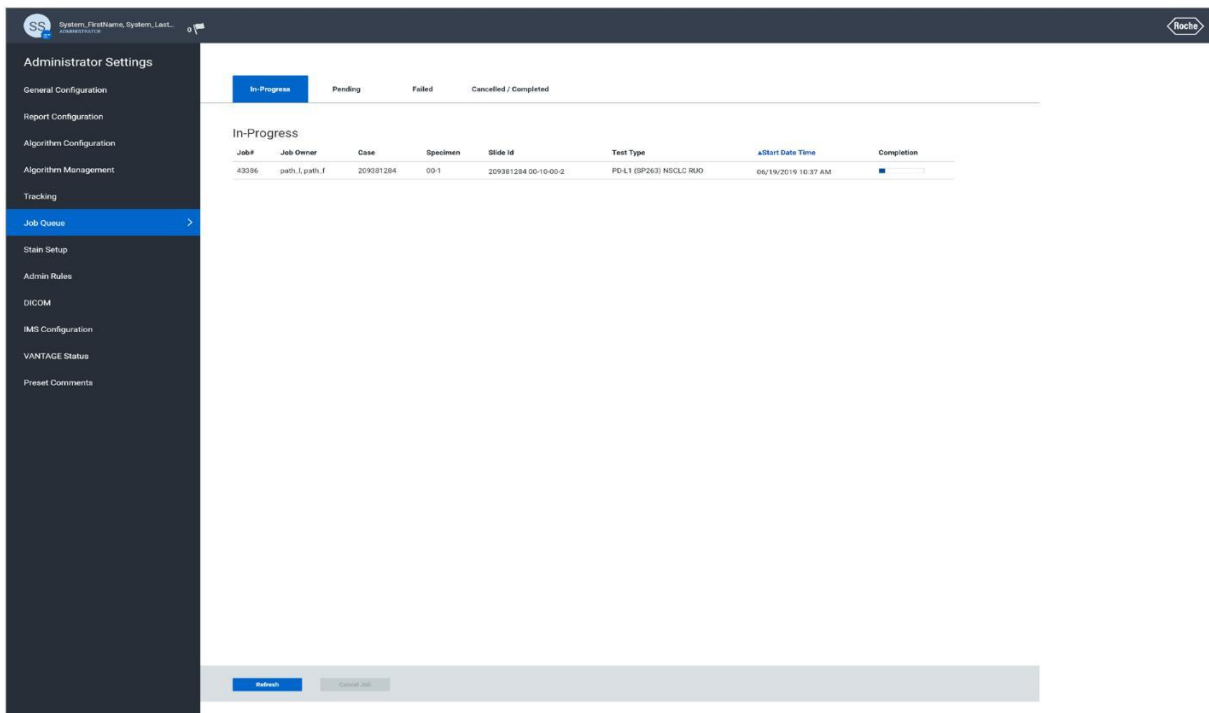 SS
System_FirstName, System_Last...
ADMINISTRATOR
0
Roche
Administrator Settings
General Configuration
Report Configuration
Algorithm Configuration
Algorithm Management
Tracking
Job Queue
Stain Setup
Admin Rules
DICOM
IMS Configuration
VANTAGE Status
Preset Comments
In-Progress Pending Failed Cancelled / Completed
In-Progress
Job# Job Owner Case Specimen Slide Id Test Type ▲Start Date Time Completion
43386 path_l, path_f 209381284 00-1 209381284 00-10-00-2 PD-L1 (SP263) NSCLC RUO 06/19/2019 10:37 AM
Refresh Cancel Job